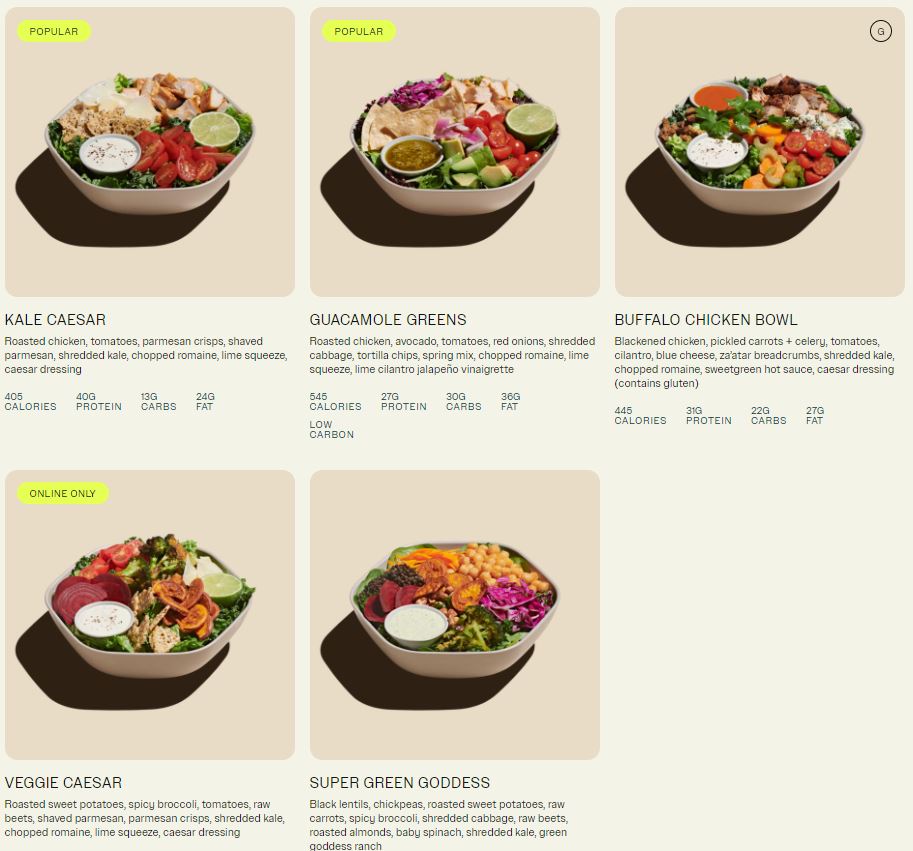 POPULAR
POPULAR
G
KALE CAESAR
Roasted chicken, tomatoes, parmesan crisps, shaved
parmesan, shredded kale, chopped romaine, lime squeeze,
caesar dressing
405 CALORIES 40G PROTEIN 13G CARBS 24G FAT
GUACAMOLE GREENS
Roasted chicken, avocado, tomatoes, red onions, shredded
cabbage, tortilla chips, spring mix, chopped romaine, lime
squeeze, lime cilantro jalapeño vinaigrette
545 CALORIES 27G PROTEIN 30G CARBS 36G FAT
LOW
CARBON
BUFFALO CHICKEN BOWL
Blackened chicken, pickled carrots + celery, tomatoes,
cilantro, blue cheese, za'atar breadcrumbs, shredded kale,
chopped romaine, sweetgreen hot sauce, caesar dressing
(contains gluten)
445 CALORIES 31G PROTEIN 22G CARBS 27G FAT
ONLINE ONLY
VEGGIE CAESAR
Roasted sweet potatoes, spicy broccoli, tomatoes, raw
beets, shaved parmesan, parmesan crisps, shredded kale,
chopped romaine, lime squeeze, caesar dressing
SUPER GREEN GODDESS
Black lentils, chickpeas, roasted sweet potatoes, raw
carrots, spicy broccoli, shredded cabbage, raw beets,
roasted almonds, baby spinach, shredded kale, green
goddess ranch